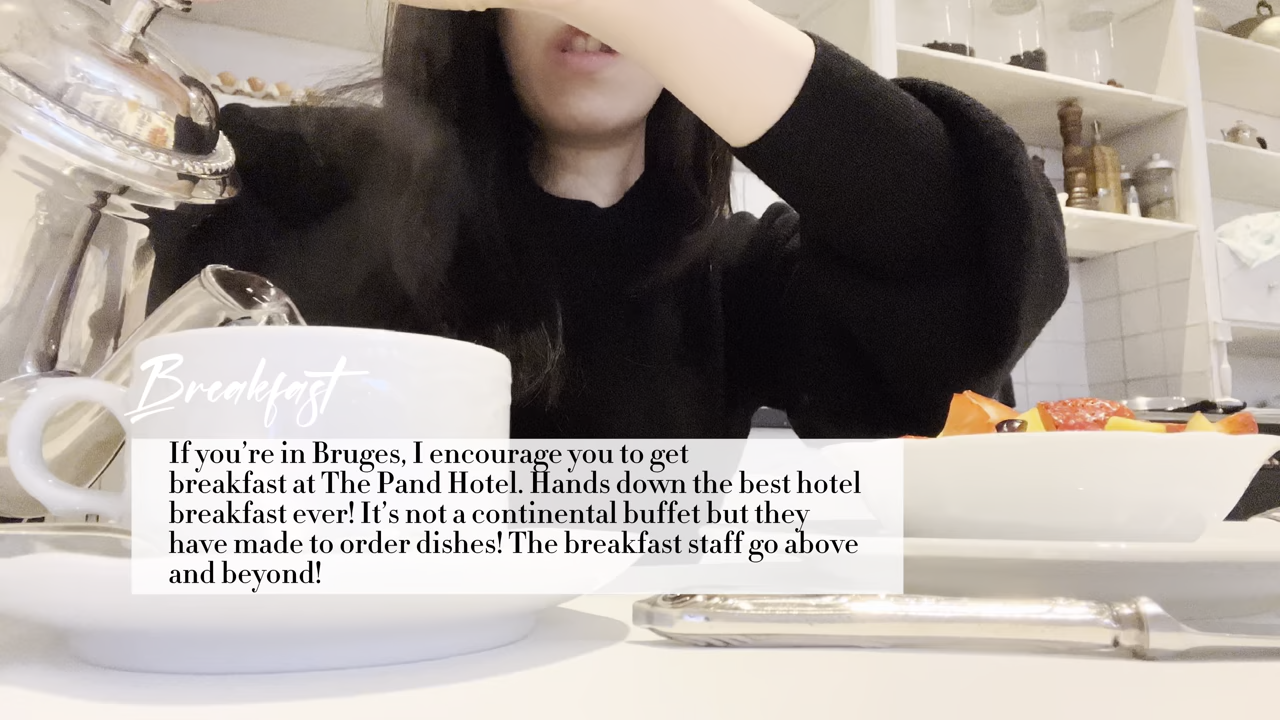 Breakfast
If you’re in Bruges, I encourage you to get
breakfast at The Pand Hotel. Hands down the best hotel
breakfast ever! It’s not a continental buffet but they
have made to order dishes! The breakfast staff go above
and beyond!